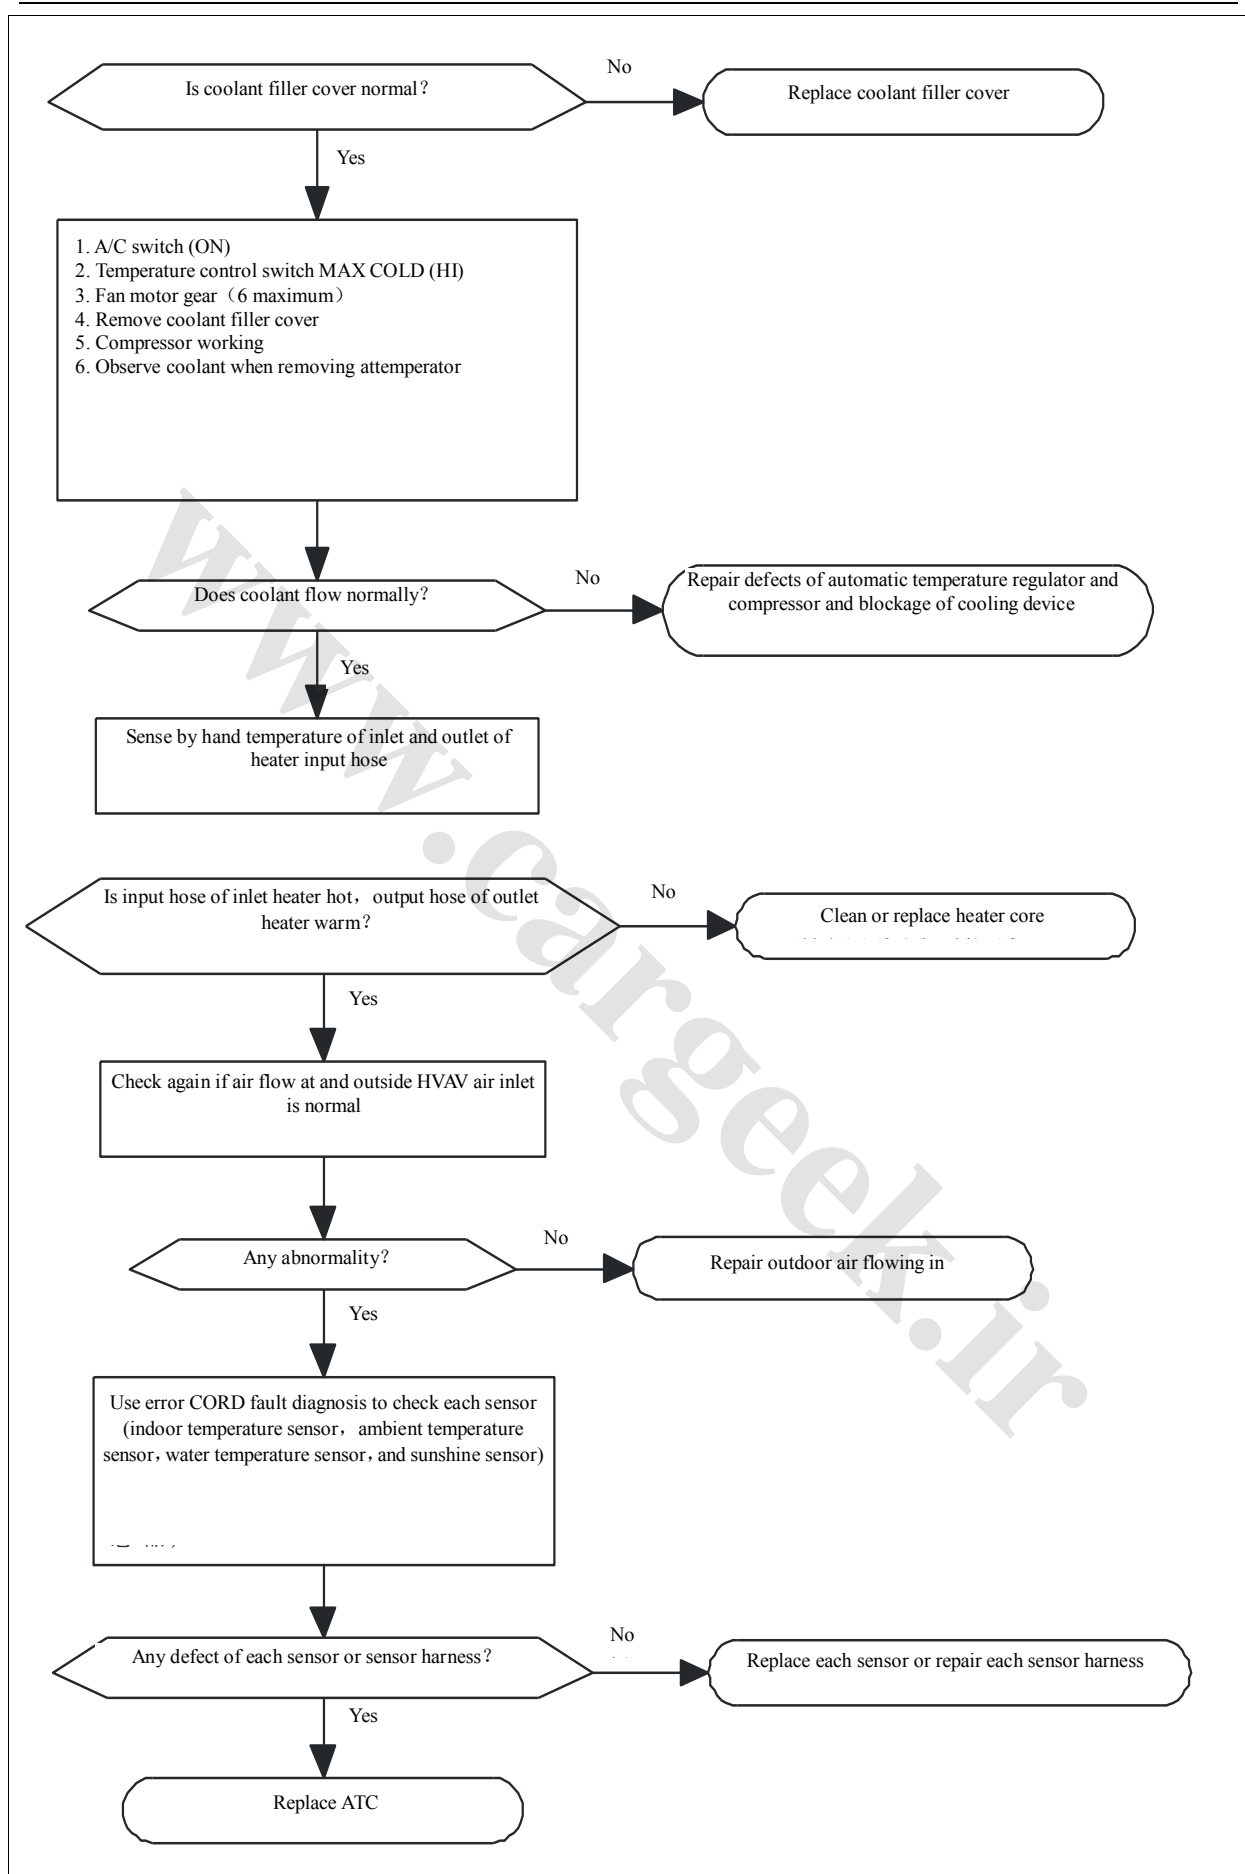 Is coolant filler cover normal？
No
Replace coolant filler cover
Yes
1. A/C switch (ON)
2. Temperature control switch MAX COLD (HI)
3. Fan motor gear（6 maximum）
4. Remove coolant filler cover
5. Compressor working
6. Observe coolant when removing attemperator
Does coolant flow normally？
No
Repair defects of automatic temperature regulator and
compressor and blockage of cooling device
Yes
Sense by hand temperature of inlet and outlet of
heater input hose
Is input hose of inlet heater hot，output hose of outlet
heater warm？
No
Clean or replace heater core
Yes
Check again if air flow at and outside HVAV air inlet
is normal
Any abnormality？
No
Repair outdoor air flowing in
Yes
Use error CORD fault diagnosis to check each sensor
(indoor temperature sensor，ambient temperature
sensor，water temperature sensor，and sunshine sensor)
Any defect of each sensor or sensor harness？
No
Replace each sensor or repair each sensor harness
Yes
Replace ATC
www.cargeek.ir